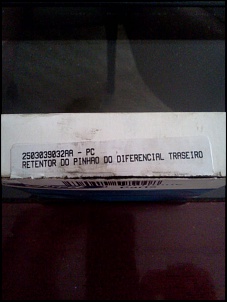 2503039032AA - PC
RETENTOR DO PINHAO DO DIFERENCIAL TRASEIRO